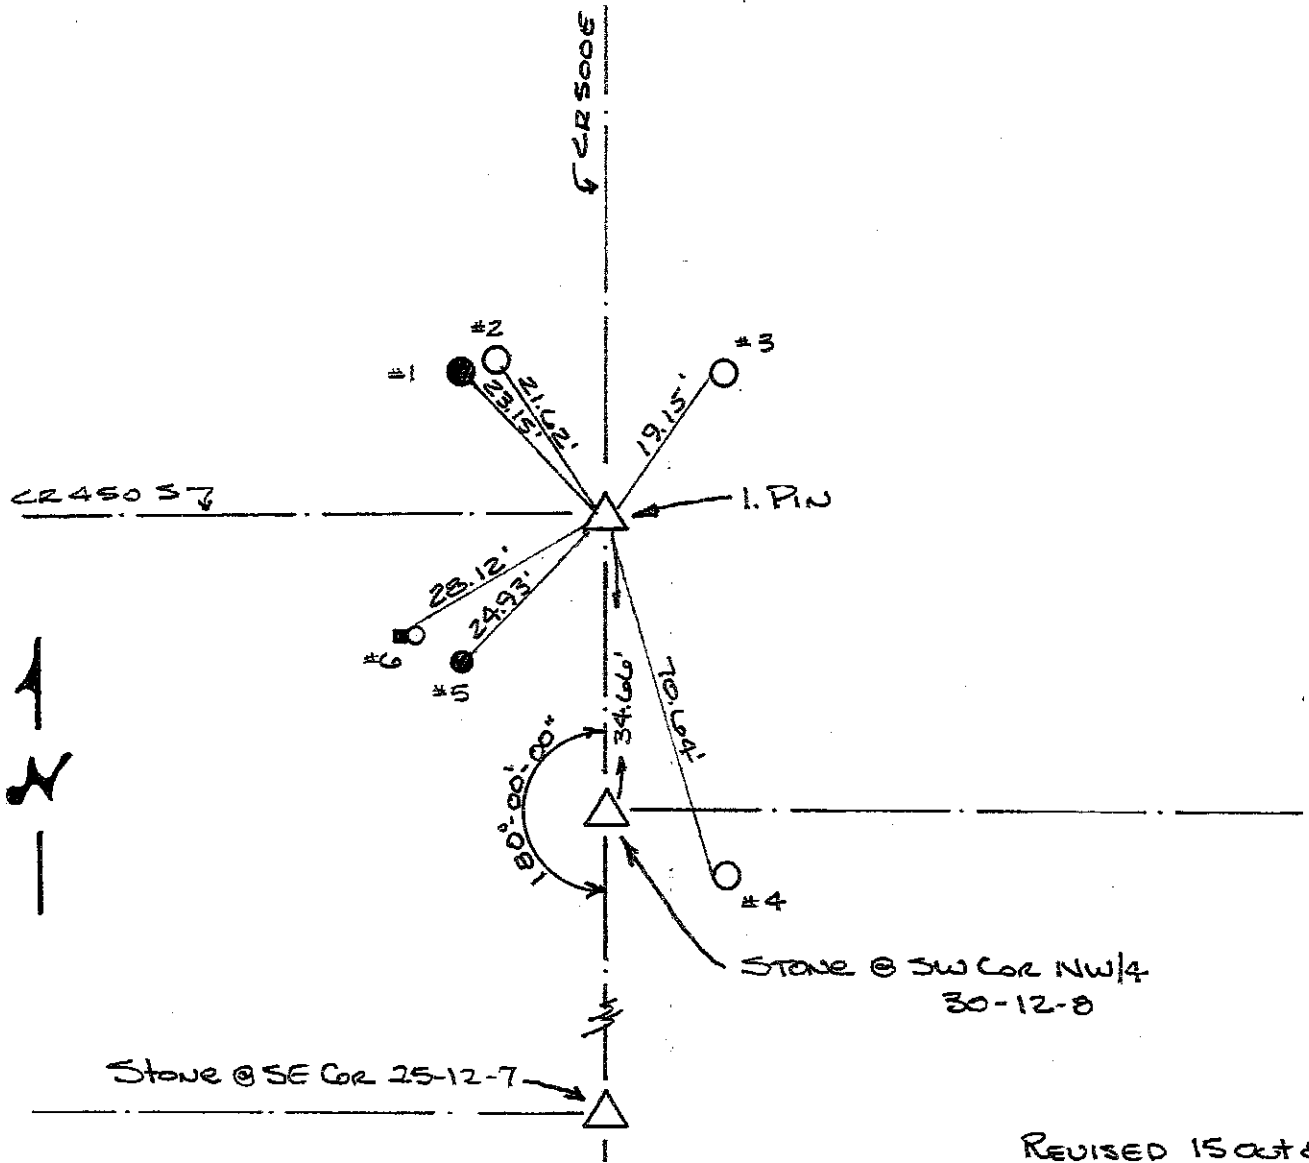 CR 500E
#2
#1
#3
21.62'
23.15'
19.15'
CR 450 S
I. PIN
28.12'
24.93'
#6
#5
34.66'
70.64'
180°-00'-00"
N
#4
STONE @ SW COR NW/4
30-12-8
STONE @ SE COR 25-12-7
REVISED 15 Oct